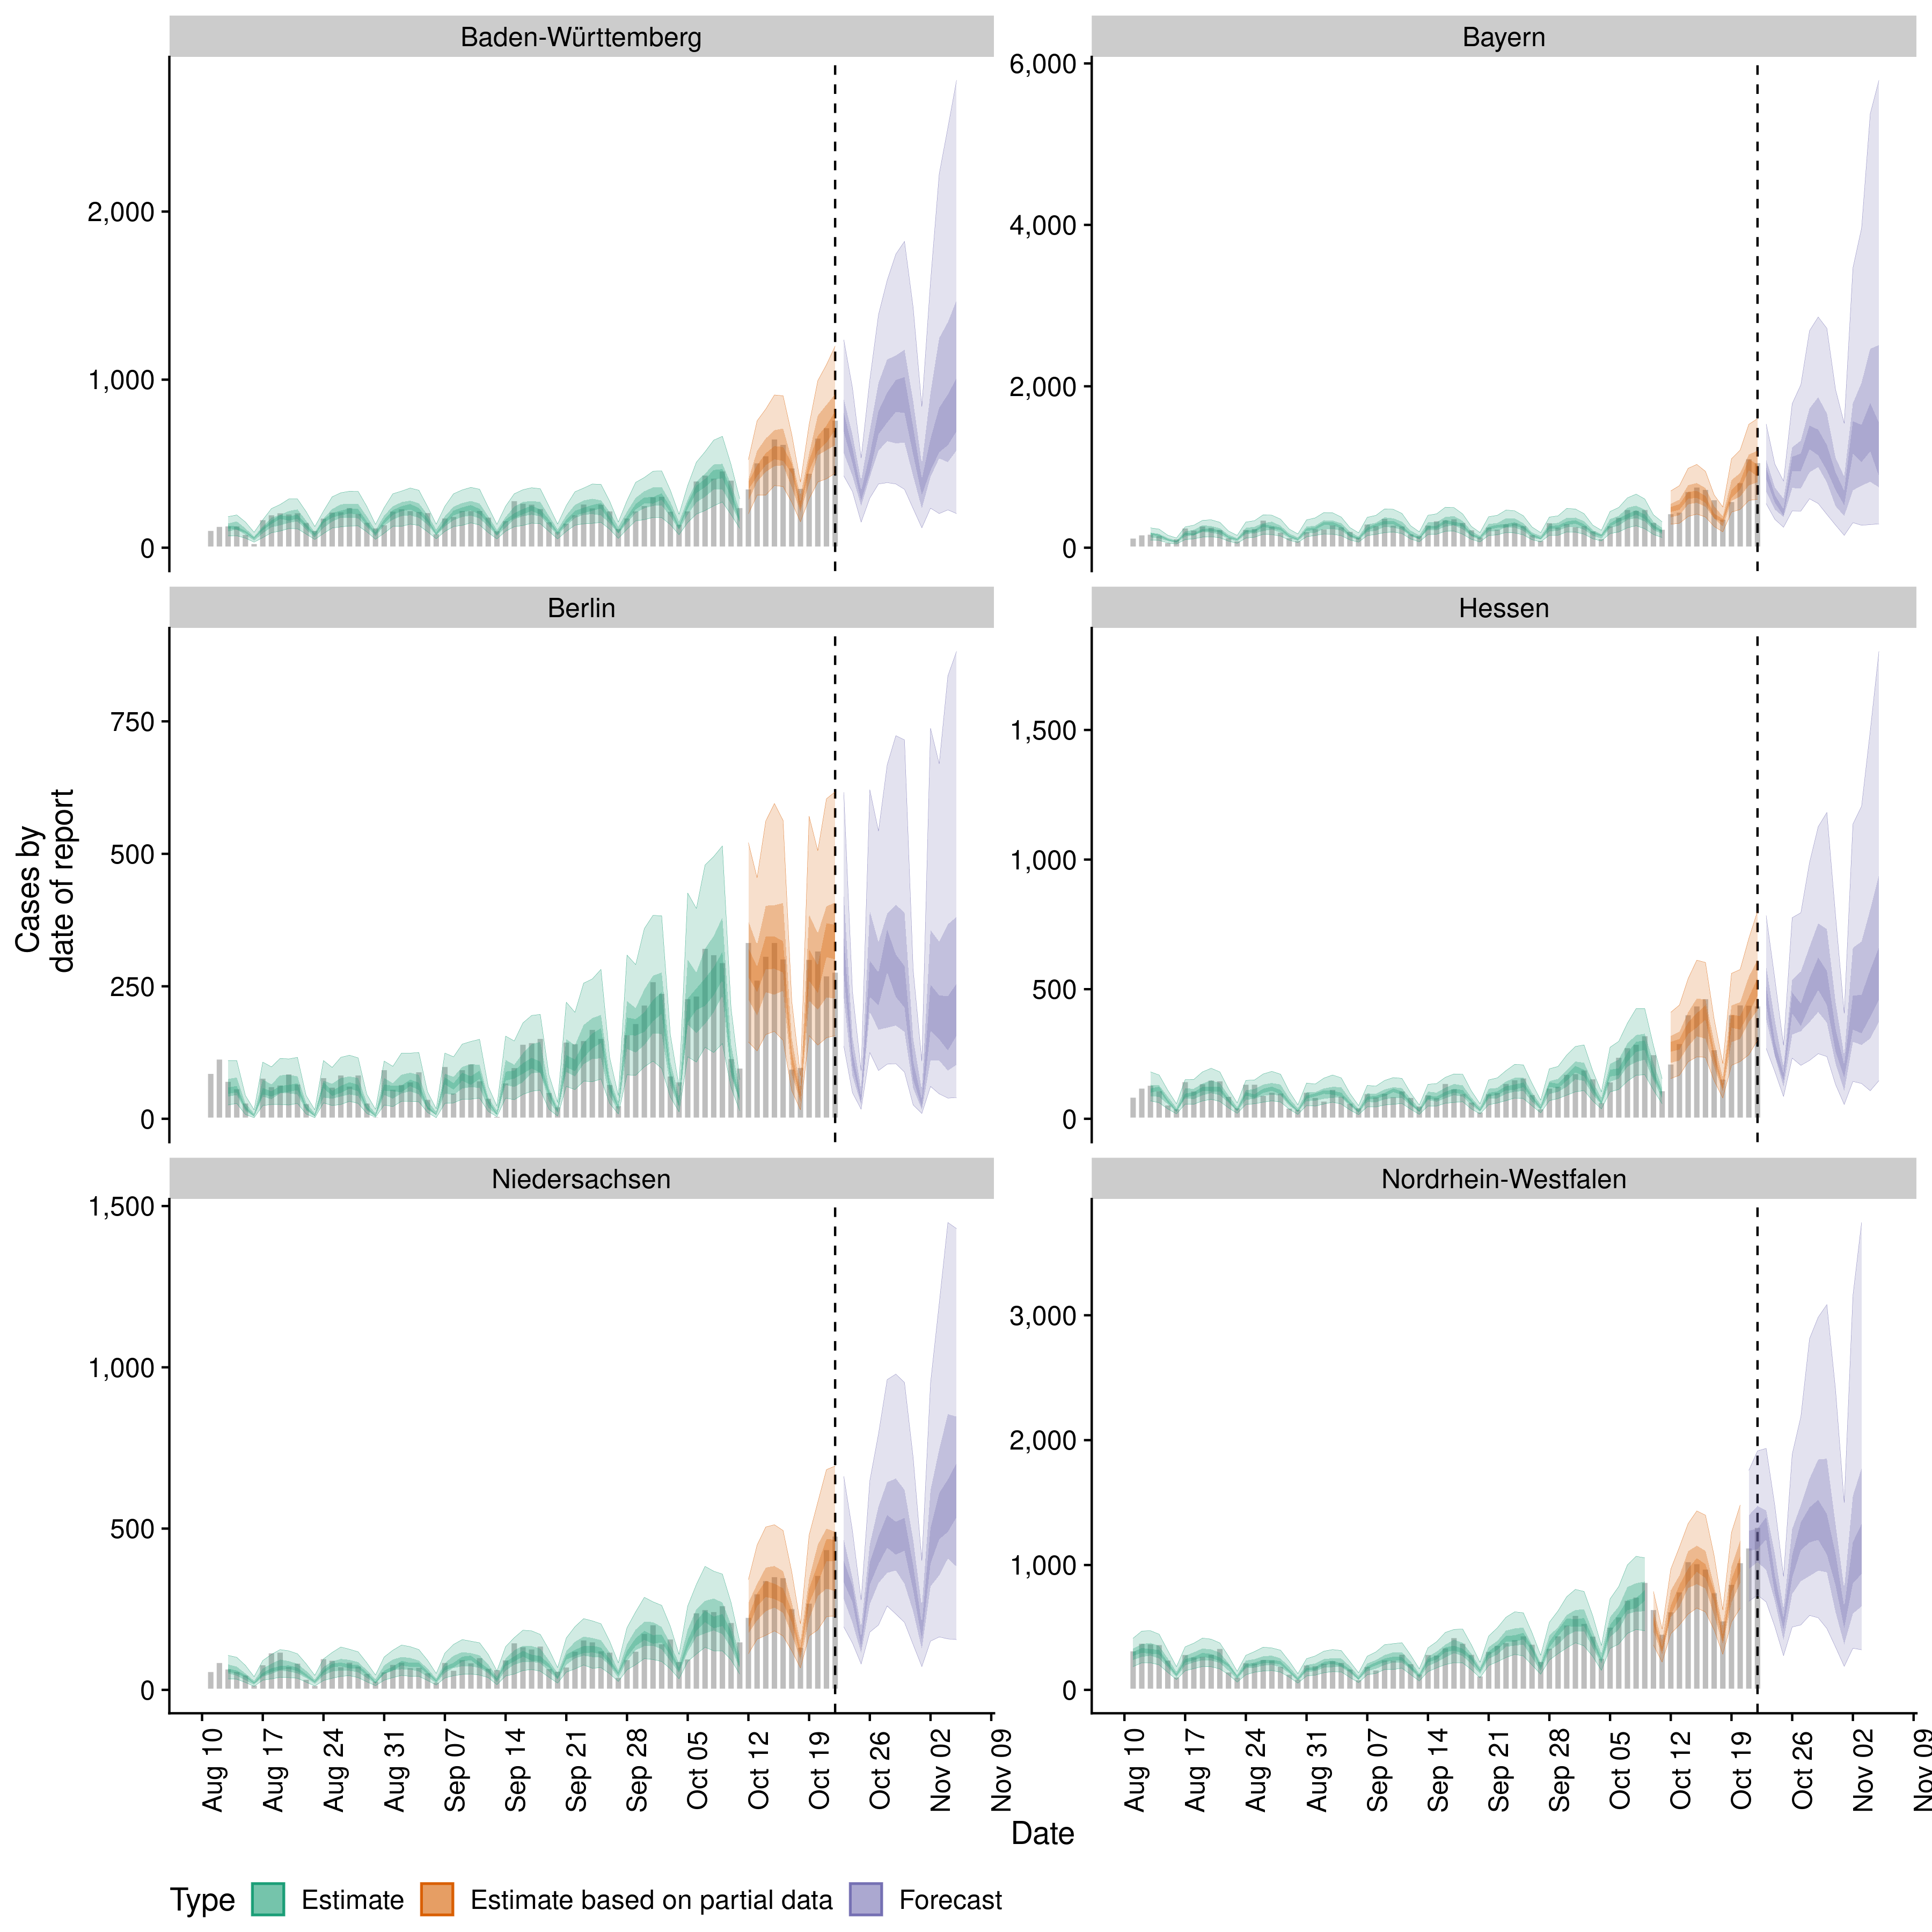 Baden-Württemberg
Bayern
2,000
1,000
0
6,000
4,000
2,000
0
Berlin
Hessen
750
500
250
0
1,500
1,000
500
0
Cases by
date of report
Niedersachsen
Nordrhein-Westfalen
1,500
1,000
500
0
3,000
2,000
1,000
0
Aug 10 Aug 17 Aug 24 Aug 31 Sep 07 Sep 14 Sep 21 Sep 28 Oct 05 Oct 12 Oct 19 Oct 26 Nov 02 Nov 09
Aug 10 Aug 17 Aug 24 Aug 31 Sep 07 Sep 14 Sep 21 Sep 28 Oct 05 Oct 12 Oct 19 Oct 26 Nov 02 Nov 09
Date
Type Estimate Estimate based on partial data Forecast